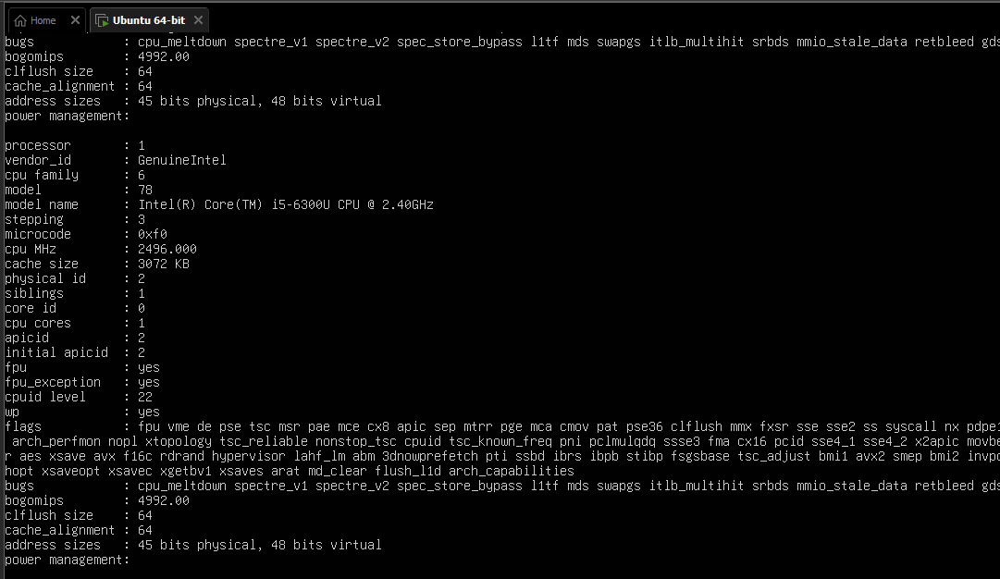 Home
Ubuntu 64-bit
bugs : cpu_meltdown spectre_v1 spectre_v2 spec_store_bypass l1tf mds swapgs itlb_multihit srbds mmio_stale_data retbleed gds
bogomips : 4992.00
clflush size : 64
cache_alignment : 64
address sizes : 45 bits physical, 48 bits virtual
power management:
processor : 1
vendor_id : GenuineIntel
cpu family : 6
model : 78
model name : Intel(R) Core(TM) i5-6300U CPU @ 2.40GHz
stepping : 3
microcode : 0xf0
cpu MHz : 2496.000
cache size : 3072 KB
physical id : 2
siblings : 1
core id : 0
cpu cores : 1
apicid : 2
initial apicid : 2
fpu : yes
fpu_exception : yes
cpuid level : 22
wp : yes
flags : fpu vme de pse tsc msr pae mce cx8 apic sep mtrr pge mca cmov pat pse36 clflush mmx fxsr sse sse2 ss syscall nx pdpe1
arch_perfmon nopl xtopology tsc_reliable nonstop_tsc cpuid tsc_known_freq pni pclmulqdq ssse3 fma cx16 pcid sse4_1 sse4_2 x2apic movbe
r aes xsave avx f16c rdrand hypervisor lahf_lm abm 3dnowprefetch pti ssbd ibrs ibpb stibp fsgsbase tsc_adjust bmi1 avx2 smep bmi2 invpc
hopt xsaveopt xsavec xgetbv1 xsaves arat md_clear flush_l1d arch_capabilities
bugs : cpu_meltdown spectre_v1 spectre_v2 spec_store_bypass l1tf mds swapgs itlb_multihit srbds mmio_stale_data retbleed gds
bogomips : 4992.00
clflush size : 64
cache_alignment : 64
address sizes : 45 bits physical, 48 bits virtual
power management: